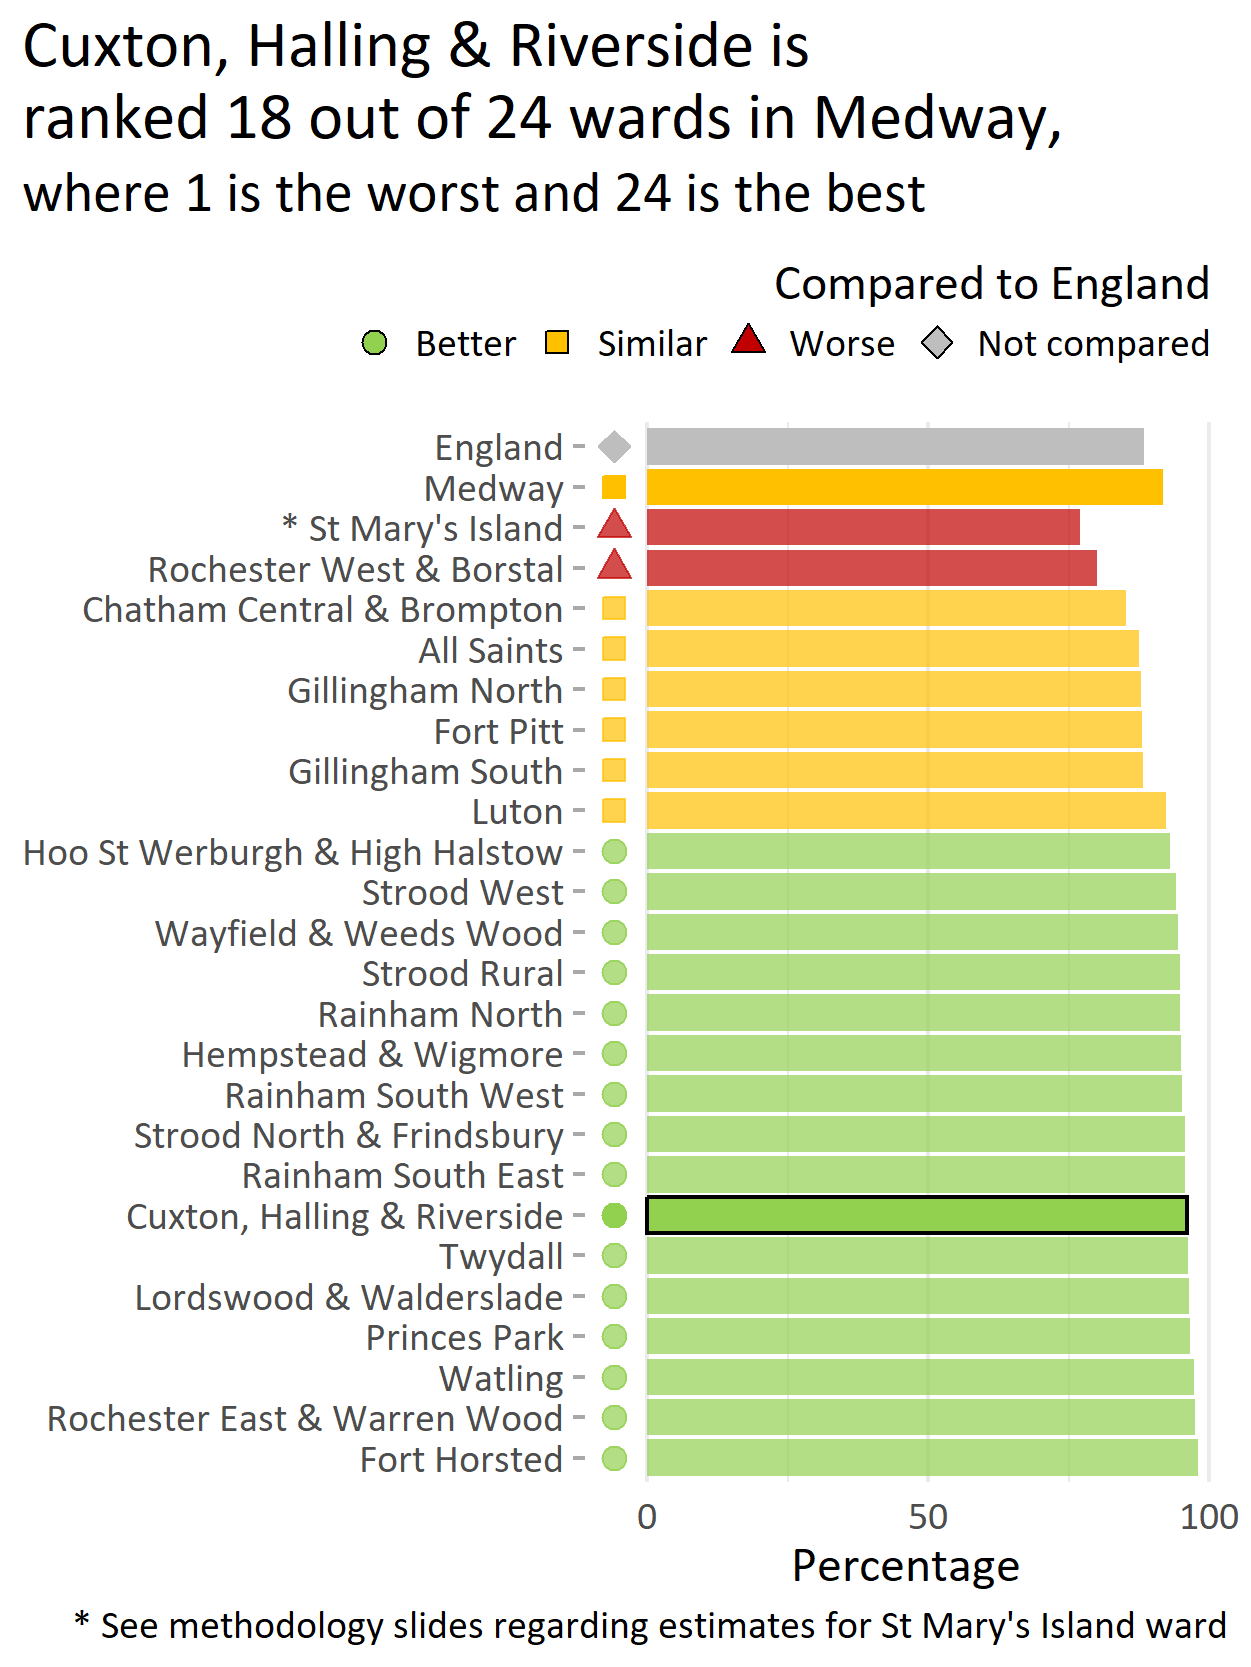 Cuxton, Halling & Riverside is
ranked 18 out of 24 wards in Medway,
where 1 is the worst and 24 is the best
Compared to England
Better Similar Worse Not compared
England
Medway
* St Mary's Island
Rochester West & Borstal
Chatham Central & Brompton
All Saints
Gillingham North
Fort Pitt
Gillingham South
Luton
Hoo St Werburgh & High Halstow
Strood West
Wayfield & Weeds Wood
Strood Rural
Rainham North
Hempstead & Wigmore
Rainham South West
Strood North & Frindsbury
Rainham South East
Cuxton, Halling & Riverside
Twydall
Lordswood & Walderslade
Princes Park
Watling
Rochester East & Warren Wood
Fort Horsted
0 50 100
Percentage
* See methodology slides regarding estimates for St Mary's Island ward